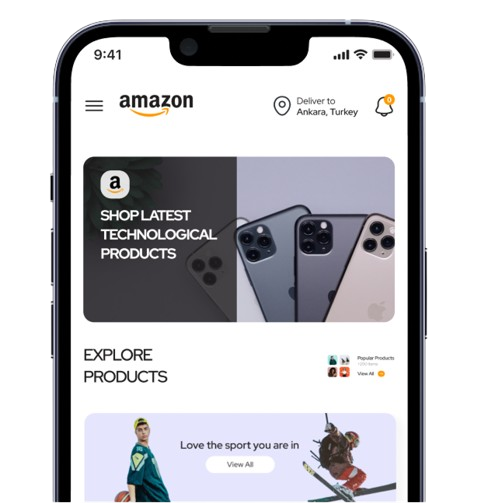 9:41
amazon
Deliver to
Ankara, Turkey
0
a
SHOP LATEST
TECHNOLOGICAL
PRODUCTS
EXPLORE
PRODUCTS
Popular Products
View All
Love the sport you are in
View All